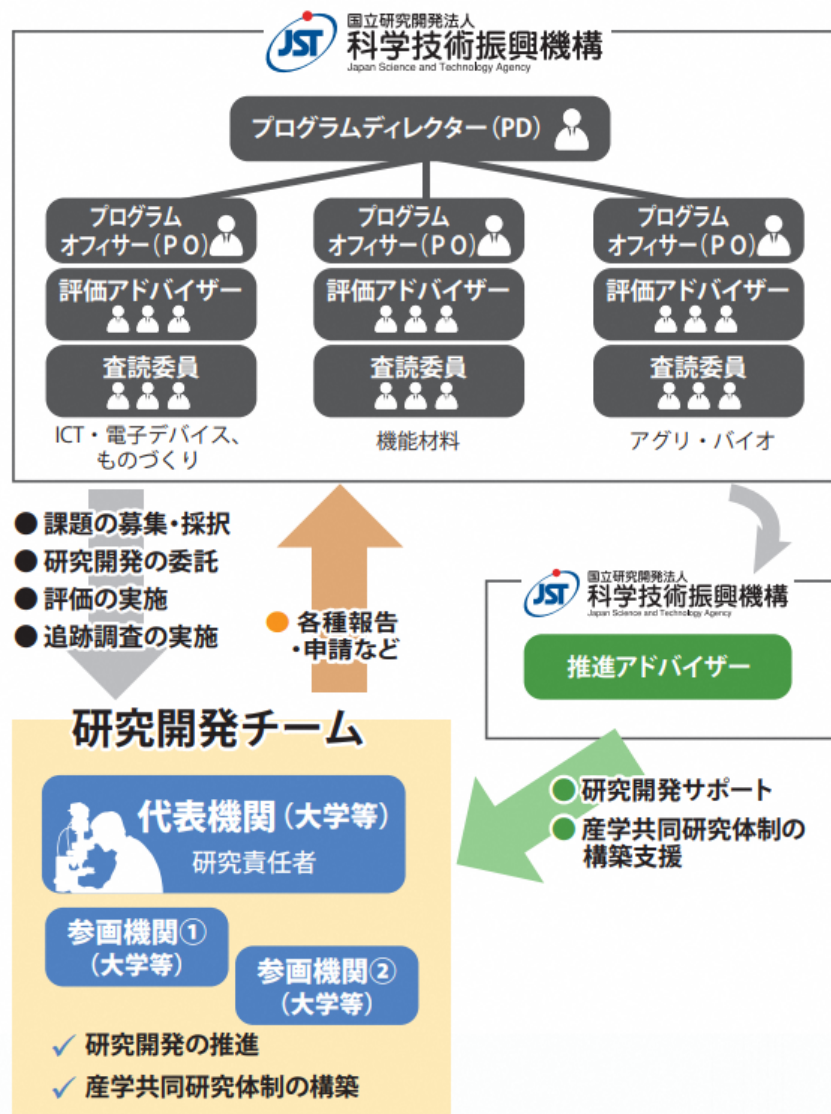 JST
国立研究開発法人
科学技術振興機構
Japan Science and Technology Agency
プログラムディレクター(PD)
プログラム
オフィサー(PO)
評価アドバイザー
査読委員
ICT・電子デバイス、
ものづくり
プログラム
オフィサー(PO)
評価アドバイザー
査読委員
機能材料
プログラム
オフィサー(PO)
評価アドバイザー
査読委員
アグリ・バイオ
● 課題の募集・採択
● 研究開発の委託
● 評価の実施
● 追跡調査の実施
● 各種報告
・申請など
JST
国立研究開発法人
科学技術振興機構
Japan Science and Technology Agency
推進アドバイザー
● 研究開発サポート
● 産学共同研究体制の
構築支援
研究開発チーム
代表機関(大学等)
研究責任者
参画機関①
(大学等)
参画機関②
(大学等)
✓ 研究開発の推進
✓ 産学共同研究体制の構築